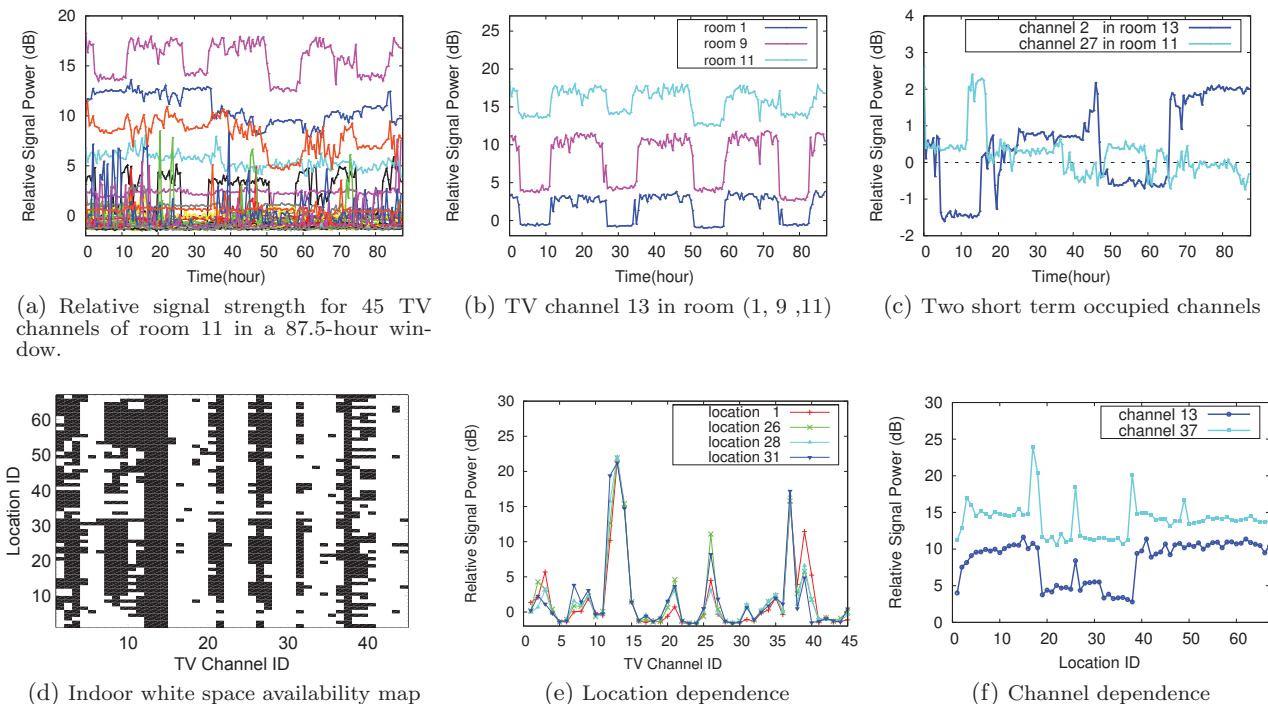 Relative Signal Power (dB)
20
15
10
5
0
0 10 20 30 40 50 60 70 80
Time(hour)
(a) Relative signal strength for 45 TV
channels of room 11 in a 87.5-hour win-
dow.
Relative Signal Power (dB)
25
20
15
10
5
0
room 1
room 9
room 11
0 10 20 30 40 50 60 70 80
Time(hour)
(b) TV channel 13 in room (1, 9 ,11)
Relative Signal Power (dB)
4
3
2
1
0
-1
-2
channel 2 in room 13
channel 27 in room 11
0 10 20 30 40 50 60 70 80
Time(hour)
(c) Two short term occupied channels
Location ID
60
50
40
30
20
10
10 20 30 40
TV Channel ID
(d) Indoor white space availability map
Relative Signal Power (dB)
30
25
20
15
10
5
0
location 1
location 26
location 28
location 31
0 5 10 15 20 25 30 35 40 45
TV Channel ID
(e) Location dependence
Relative Signal Power (dB)
30
25
20
15
10
5
0
channel 13
channel 37
0 10 20 30 40 50 60
Location ID
(f) Channel dependence